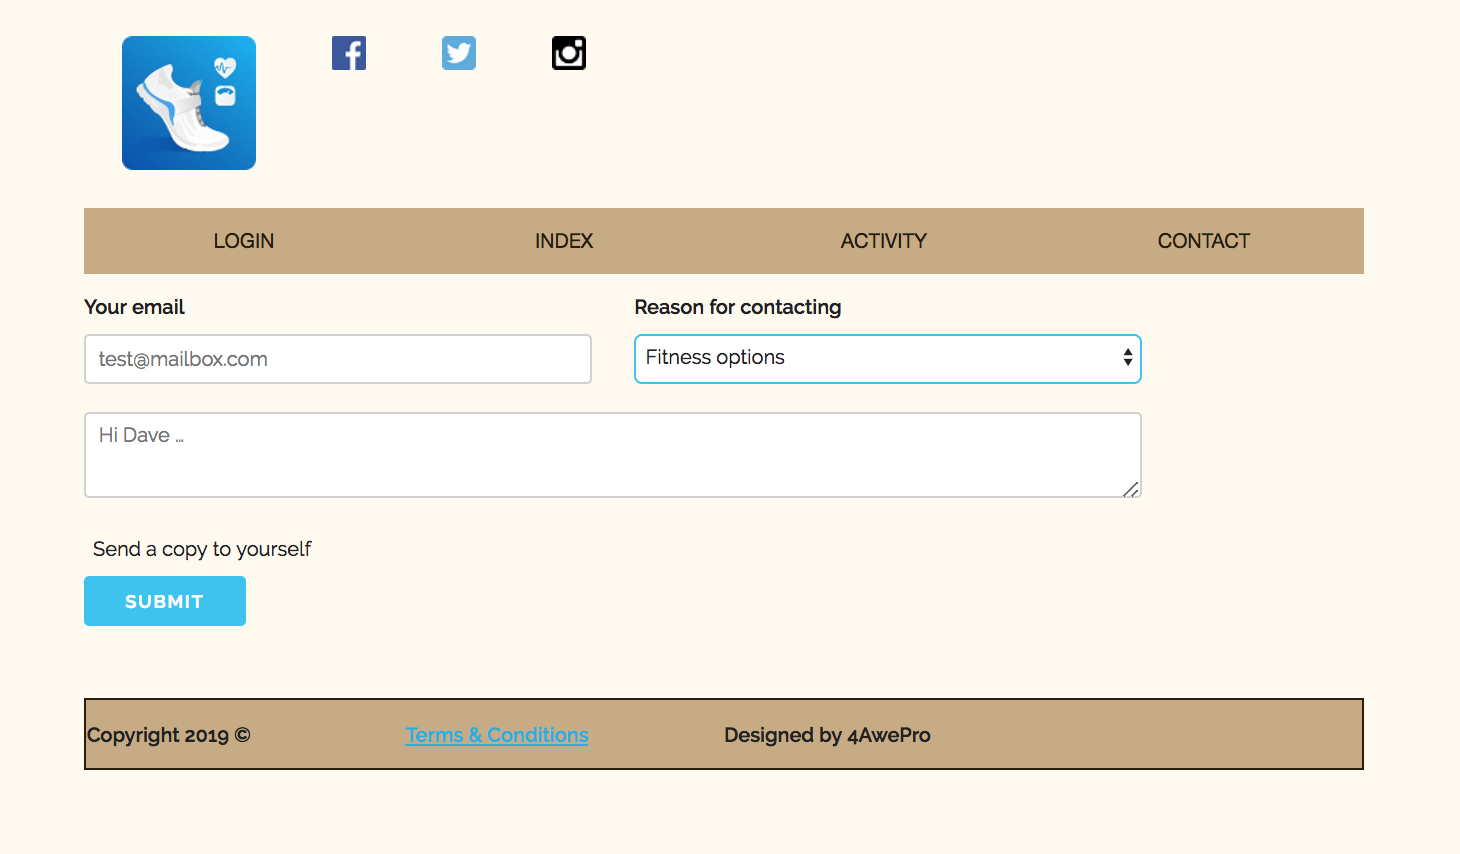 LOGIN INDEX ACTIVITY CONTACT
Your email Reason for contacting
test@mailbox.com Fitness options
Hi Dave ...
Send a copy to yourself
SUBMIT
Copyright 2019 © Terms & Conditions Designed by 4AwePro